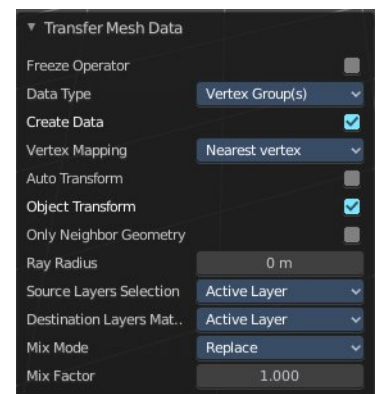 Transfer Mesh Data
Freeze Operator
Data Type Vertex Group(s)
Create Data
Vertex Mapping Nearest vertex
Auto Transform
Object Transform
Only Neighbor Geometry
Ray Radius 0 m
Source Layers Selection Active Layer
Destination Layers Mat.. Active Layer
Mix Mode Replace
Mix Factor 1.000